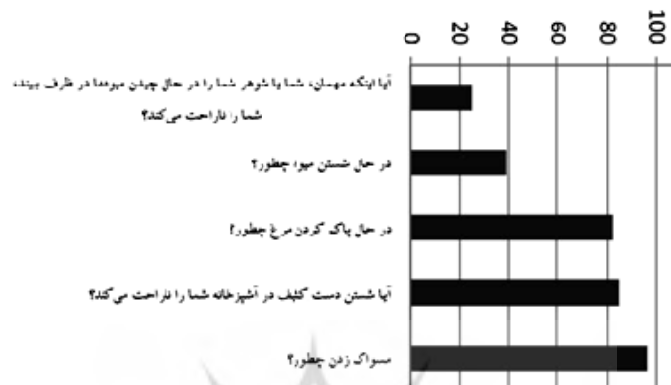 0 20 40 60 80 100
آیا اینکه مهمان، شما یا شوهر شما را در حال چیدن میوه‌ها در ظرف ببیند،
شما را ناراحت می‌کند؟
در حال شستن میوه چطور؟
در حال پاک کردن مرغ چطور؟
آیا شستن دست کثیف در آشپزخانه شما را ناراحت می‌کند؟
مسواک زدن چطور؟